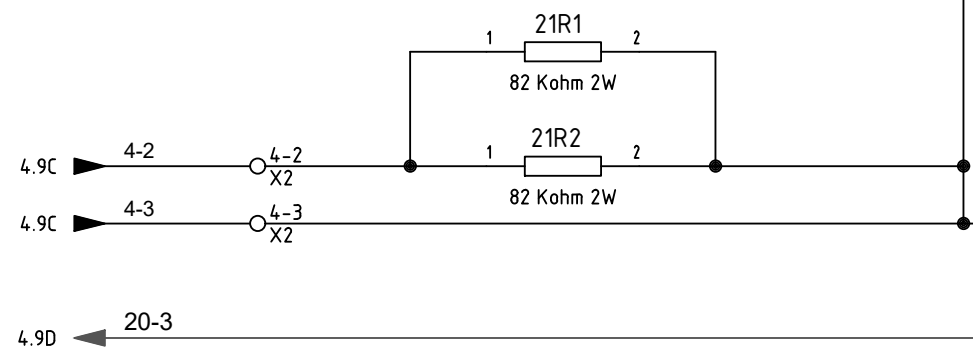 21R1
1 2
82 Kohm 2W
21R2
1 2
4.9C 4-2 4-2
X2
82 Kohm 2W
4.9C 4-3 4-3
X2
4.9D 20-3